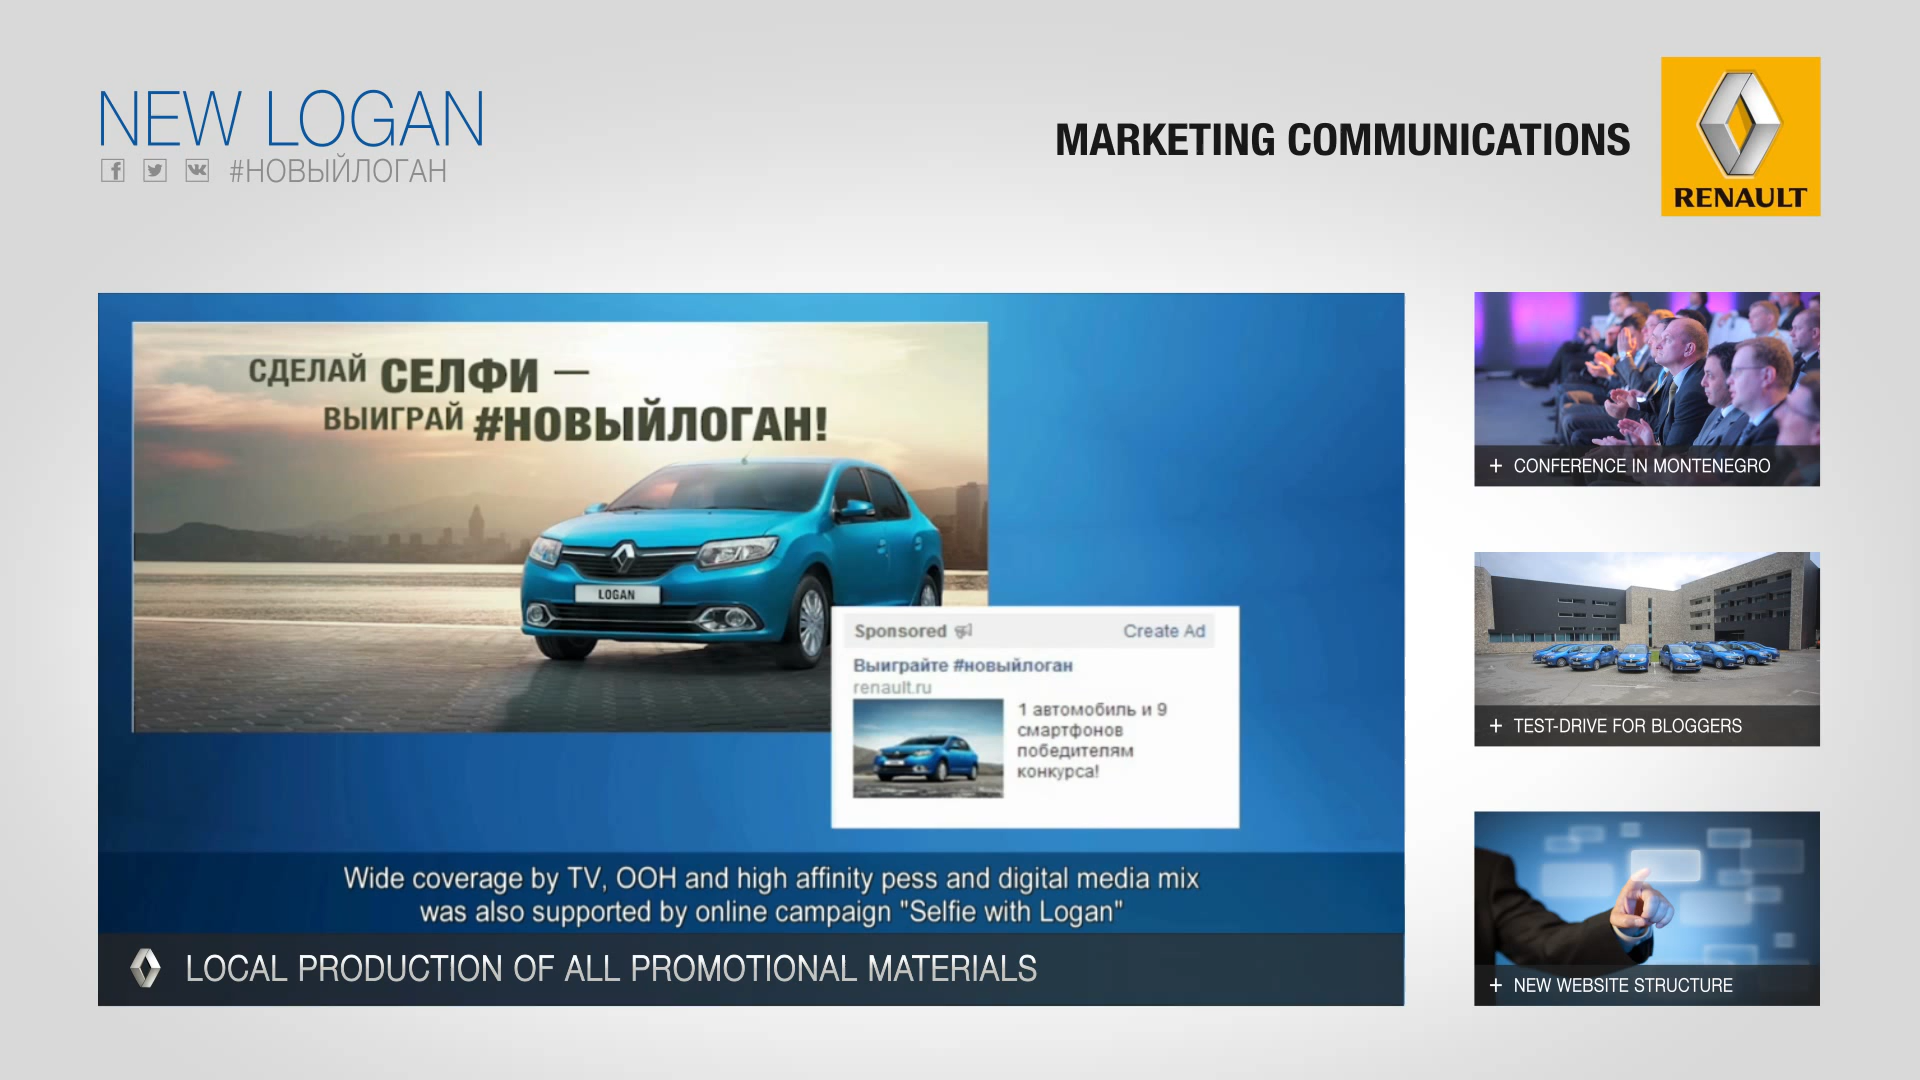 NEW LOGAN
#НОВЫЙЛОГАН
MARKETING COMMUNICATIONS
RENAULT
СДЕЛАЙ СЕЛФИ —
ВЫИГРАЙ #НОВЫЙЛОГАН!
LOGAN
Sponsored Create Ad
Выиграйте #новыйлоган
renault.ru
1 автомобиль и 9
смартфонов
победителям
конкурса!
Wide coverage by TV, OOH and high affinity pess and digital media mix
was also supported by online campaign "Selfie with Logan"
LOCAL PRODUCTION OF ALL PROMOTIONAL MATERIALS
+ CONFERENCE IN MONTENEGRO
+ TEST-DRIVE FOR BLOGGERS
+ NEW WEBSITE STRUCTURE